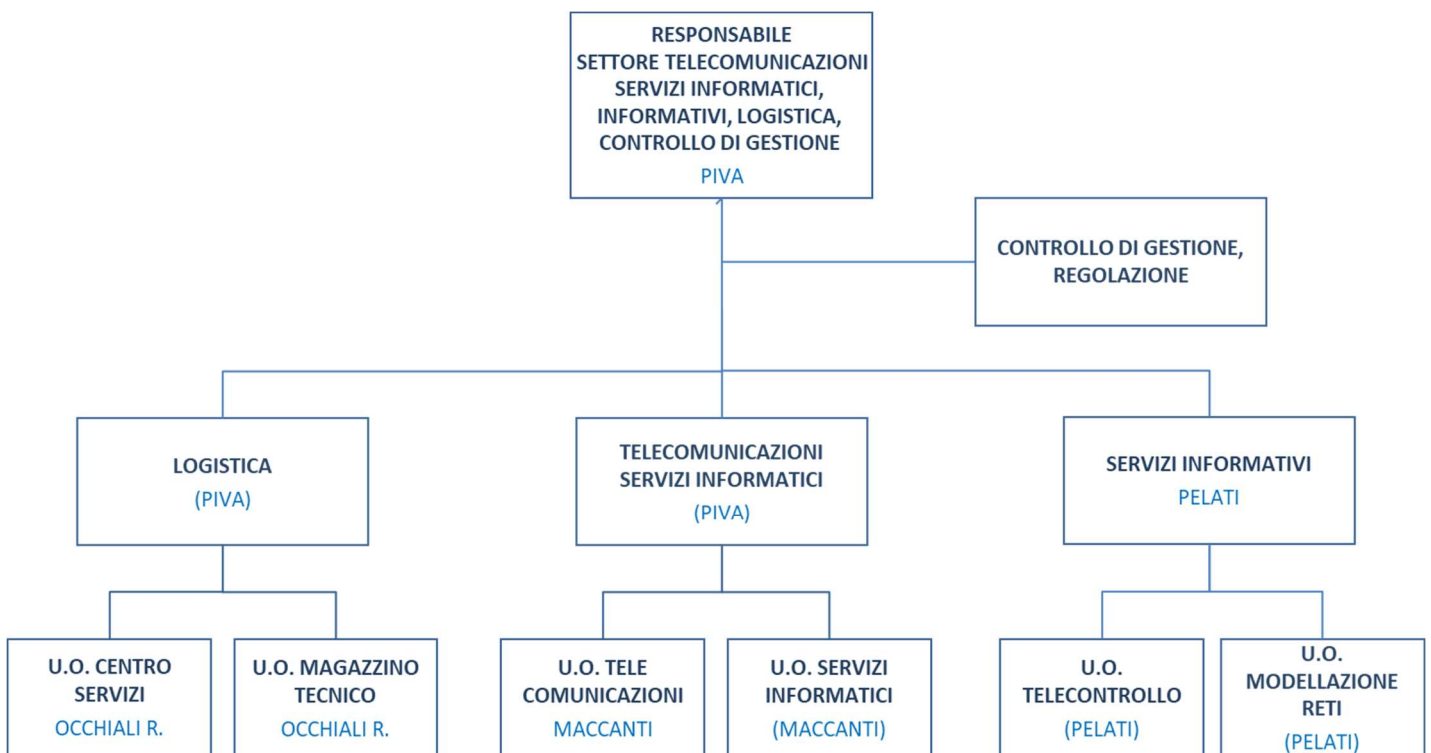 RESPONSABILE
SETTORE TELECOMUNICAZIONI
SERVIZI INFORMATICI,
INFORMATIVI, LOGISTICA,
CONTROLLO DI GESTIONE
PIVA
CONTROLLO DI GESTIONE,
REGOLAZIONE
LOGISTICA
(PIVA)
TELECOMUNICAZIONI
SERVIZI INFORMATICI
(PIVA)
SERVIZI INFORMATIVI
PELATI
U.O. CENTRO
SERVIZI
OCCHIALI R.
U.O. MAGAZZINO
TECNICO
OCCHIALI R.
U.O. TELE
COMUNICAZIONI
MACCANTI
U.O. SERVIZI
INFORMATICI
(MACCANTI)
U.O.
TELECONTROLLO
(PELATI)
U.O.
MODELLAZIONE
RETI
(PELATI)